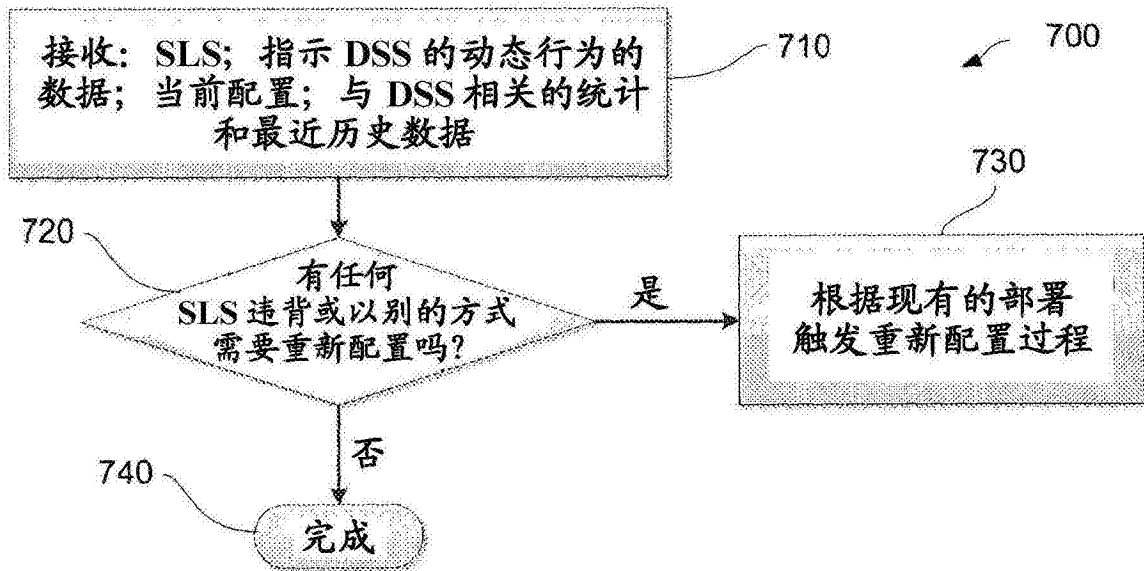 接收：SLS；指示 DSS 的动态行为的
数据；当前配置；与 DSS 相关的统计
和最近历史数据
710
700
720
有任何
SLS 违背或以别的方式
需要重新配置吗？
是
730
根据现有的部署
触发重新配置过程
否
740
完成